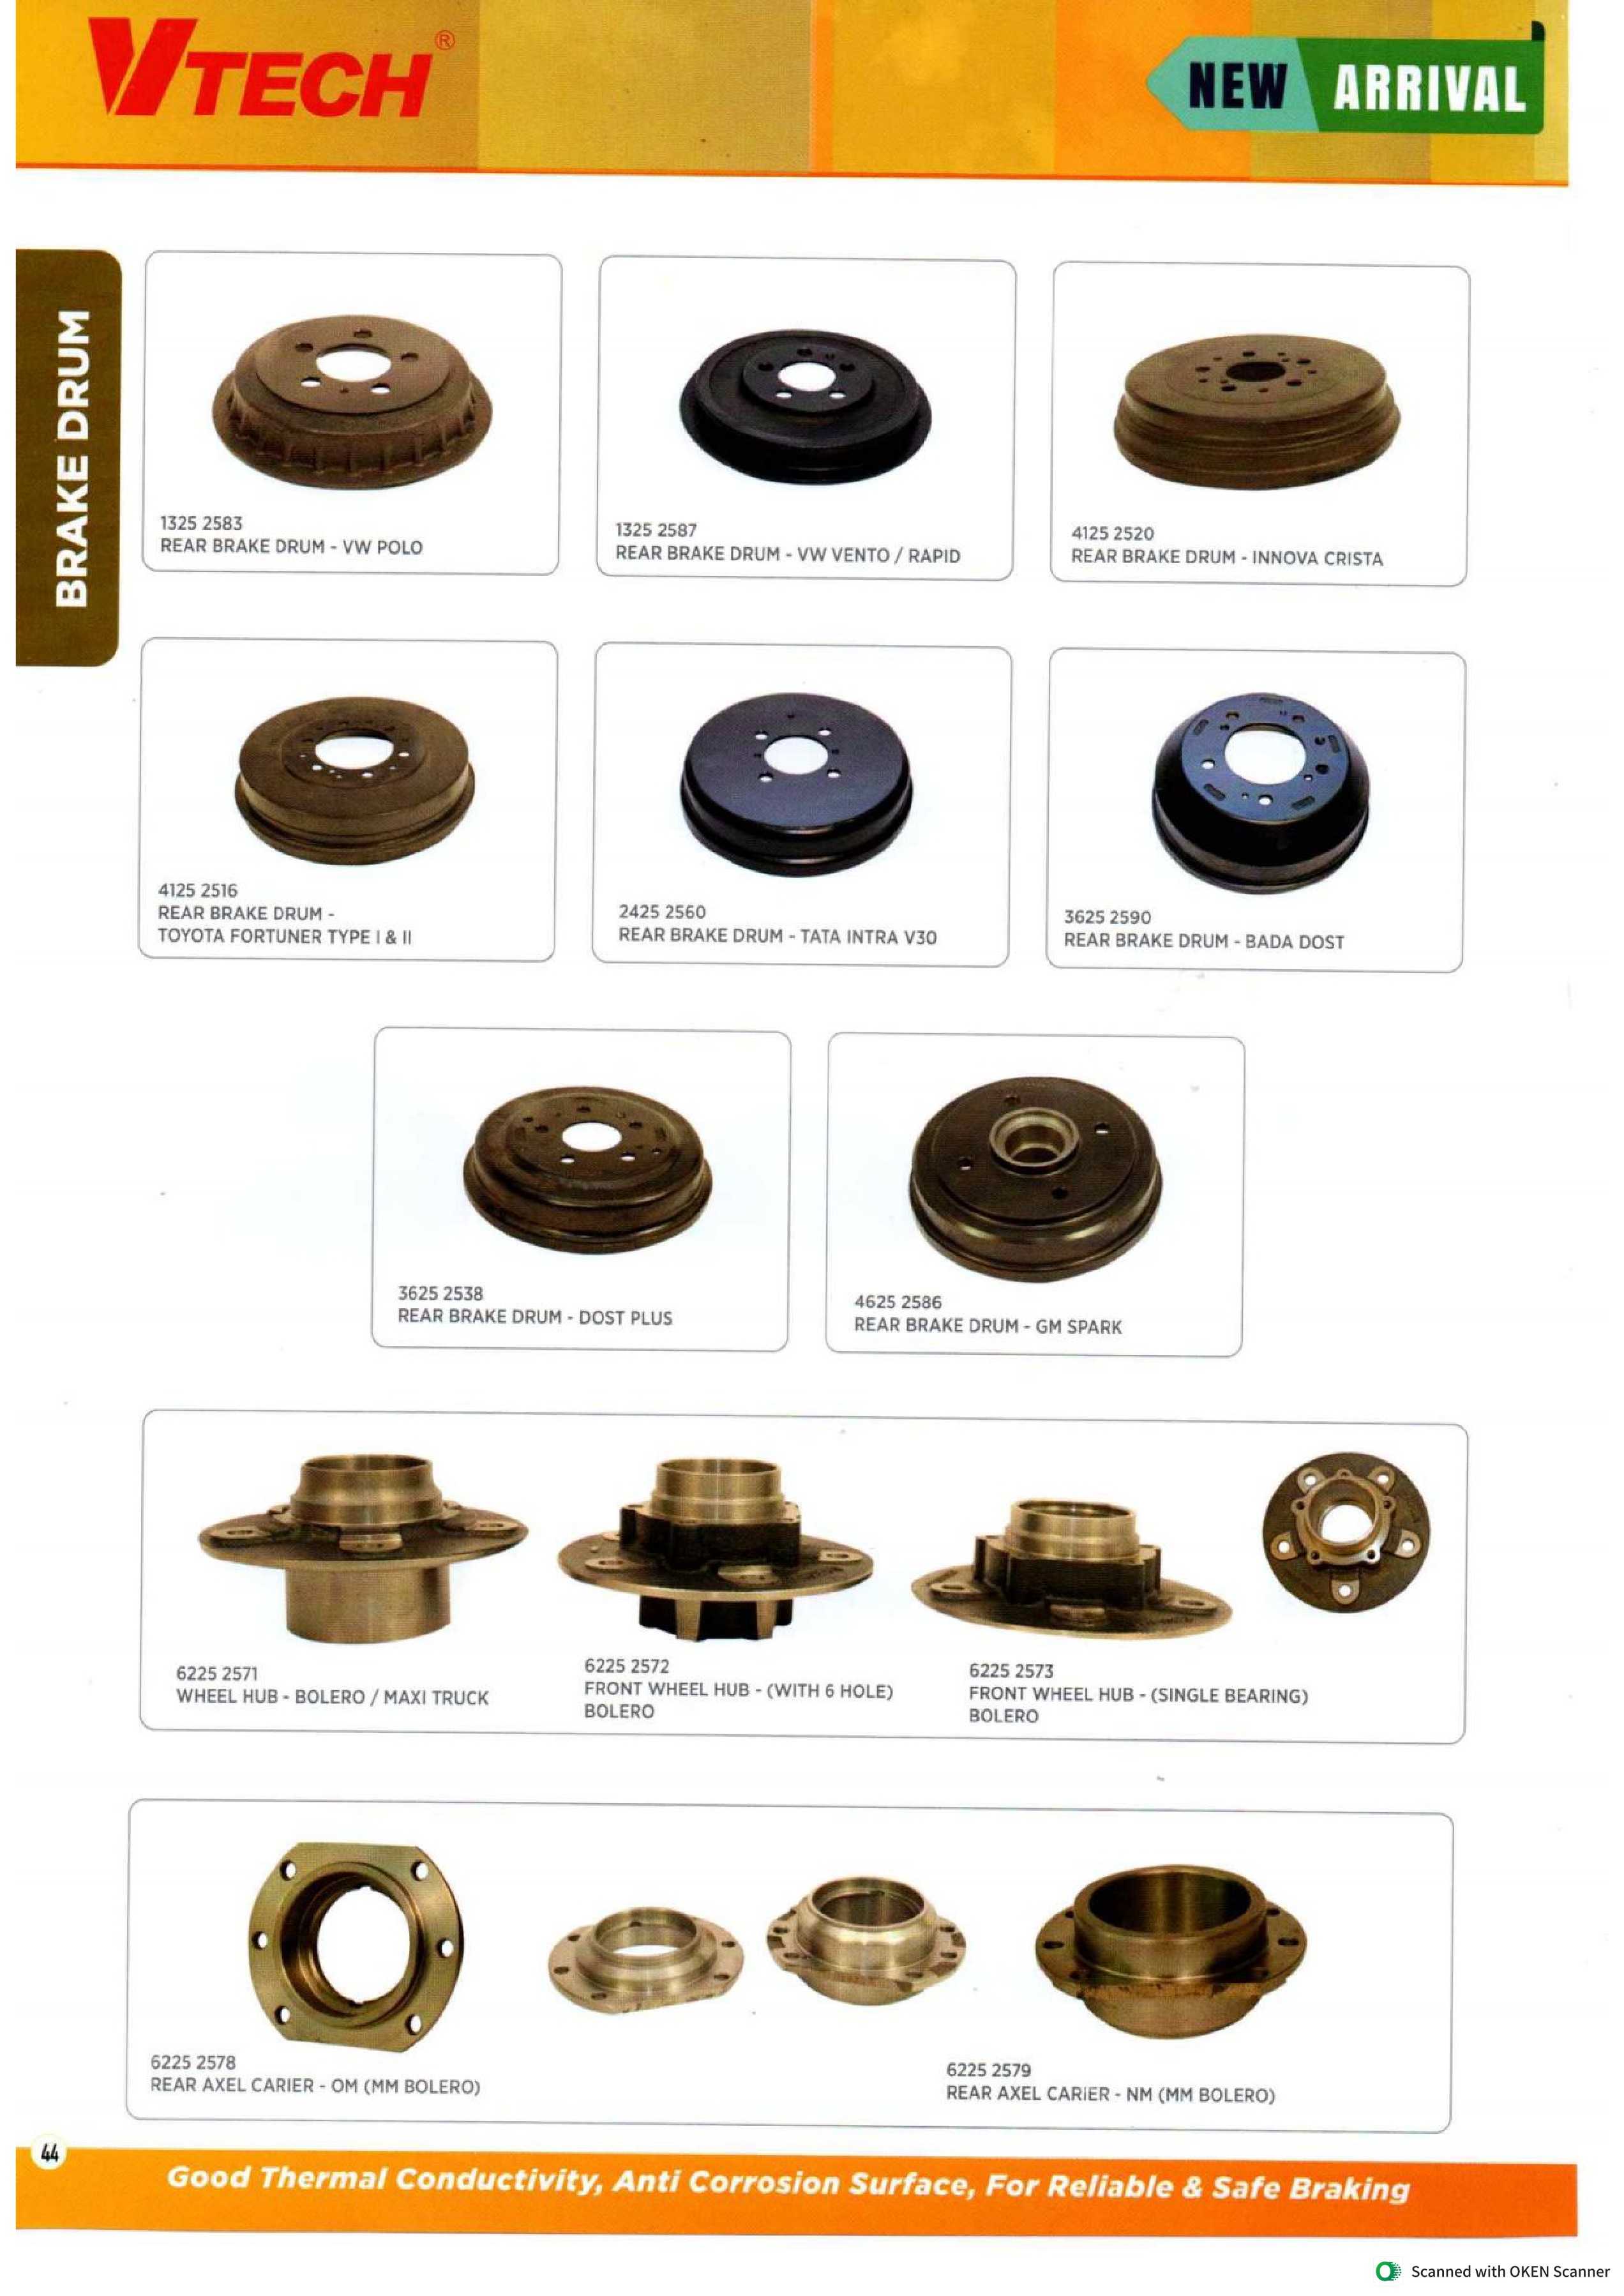 VTECH®
NEW ARRIVAL
BRAKE DRUM
1325 2583
REAR BRAKE DRUM - VW POLO
1325 2587
REAR BRAKE DRUM - VW VENTO / RAPID
4125 2520
REAR BRAKE DRUM - INNOVA CRISTA
4125 2516
REAR BRAKE DRUM -
TOYOTA FORTUNER TYPE I & II
2425 2560
REAR BRAKE DRUM - TATA INTRA V30
3625 2590
REAR BRAKE DRUM - BADA DOST
3625 2538
REAR BRAKE DRUM - DOST PLUS
4625 2586
REAR BRAKE DRUM - GM SPARK
6225 2571
WHEEL HUB - BOLERO / MAXI TRUCK
6225 2572
FRONT WHEEL HUB - (WITH 6 HOLE)
BOLERO
6225 2573
FRONT WHEEL HUB - (SINGLE BEARING)
BOLERO
6225 2578
REAR AXEL CARIER - OM (MM BOLERO)
6225 2579
REAR AXEL CARIER - NM (MM BOLERO)
44
Good Thermal Conductivity, Anti Corrosion Surface, For Reliable & Safe Braking
Scanned with OKEN Scanner